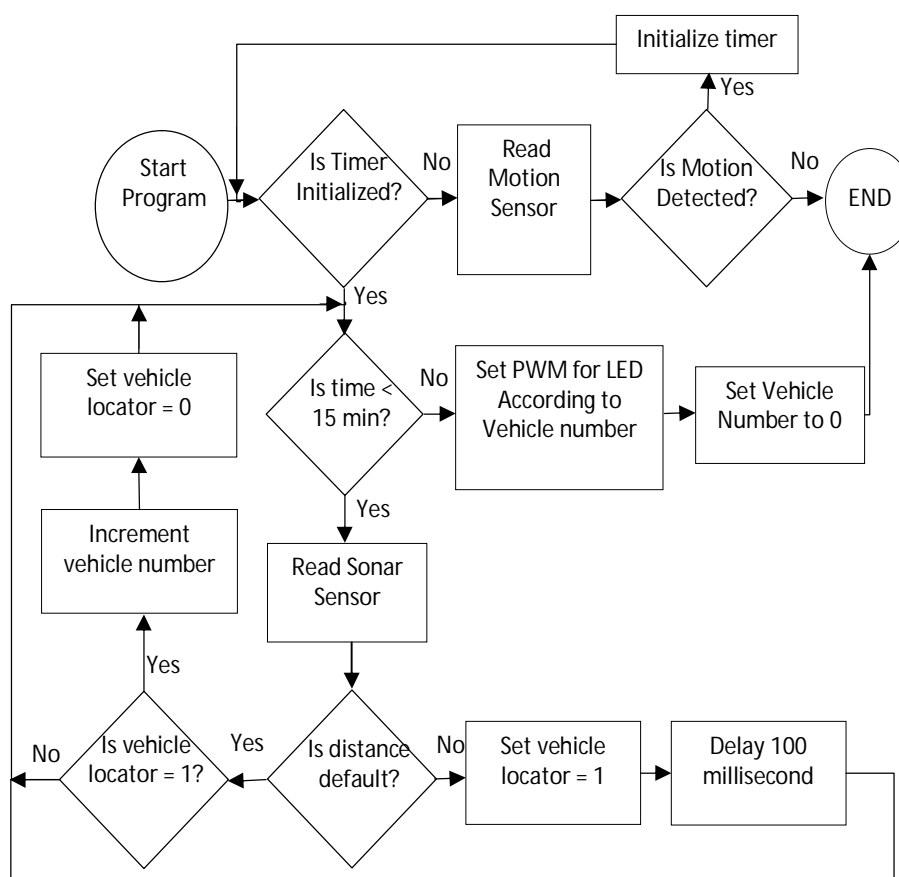 Initialize timer
Yes
Start
Program
Is Timer
Initialized?
No
Read
Motion
Sensor
Is Motion
Detected?
No
END
Yes
Set vehicle
locator = 0
Is time <
15 min?
No
Set PWM for LED
According to
Vehicle number
Set Vehicle
Number to 0
Yes
Increment
vehicle number
Read Sonar
Sensor
Yes
No
Is vehicle
locator = 1?
Yes
Is distance
default?
No
Set vehicle
locator = 1
Delay 100
millisecond